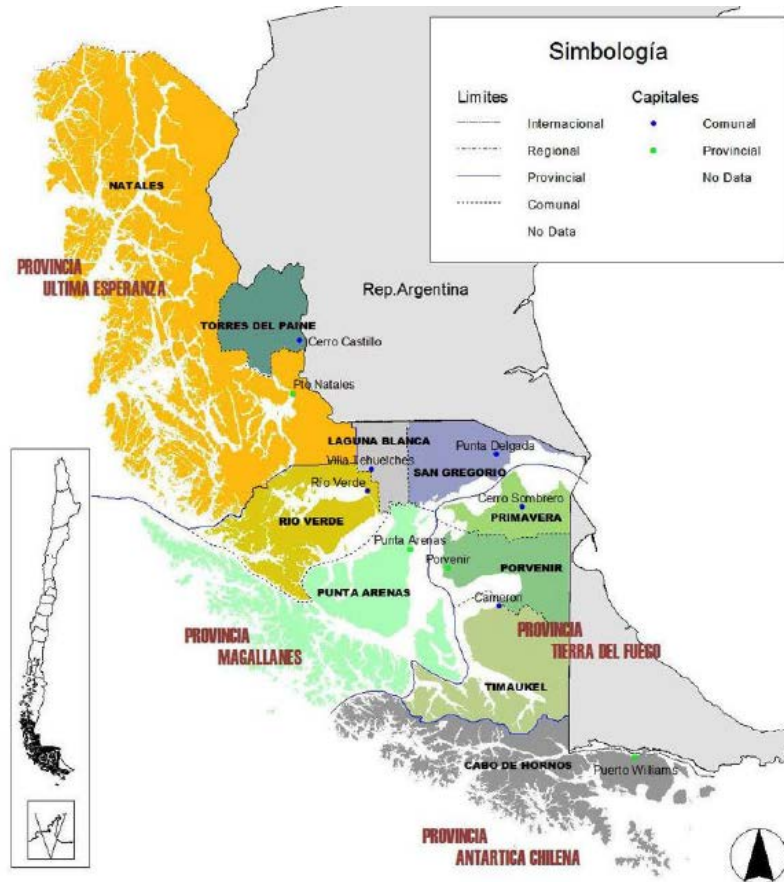 Simbología
Limites
Capitales
Internacional
Comunal
Regional
Provincial
Provincial
No Data
Comunal
No Data
NATALES
PROVINCIA
ULTIMA ESPERANZA
Rep.Argentina
TORRES DEL PAINE
Cerro Castillo
Pto Natales
LAGUNA BLANCA
Punta Delgada
Villa Tehuelches
SAN GREGORIO
Río Verde
Cerro Sombrero
RIO VERDE
PRIMAVERA
Punta Arenas
Porvenir
PORVENIR
PUNTA ARENAS
Cameron
PROVINCIA
MAGALLANES
PROVINCIA
TIERRA DEL FUEGO
TIMAUKEL
CABO DE HORNOS
Puerto Williams
PROVINCIA
ANTARTICA CHILENA